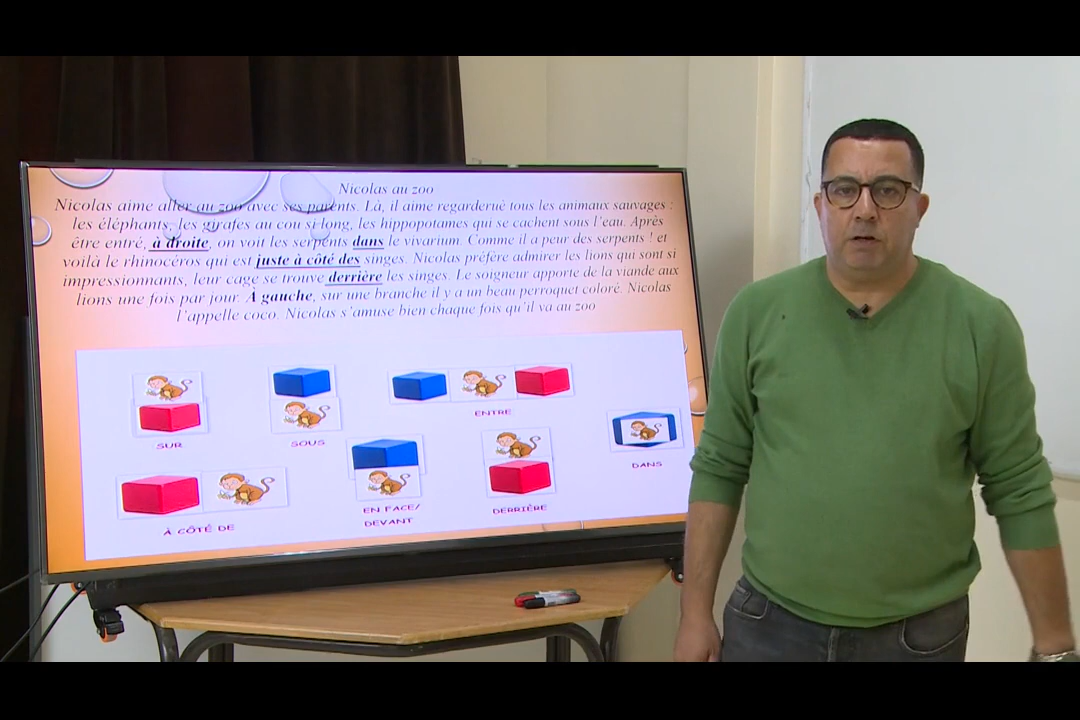 Nicolas au zoo
Nicolas aime aller au zoo avec ses parents. Là, il aime regarderuè tous les animaux sauvages :
les éléphants, les girafes au cou si long, les hippopotames qui se cachent sous l'eau. Après
être entré, à droite, on voit les serpents dans le vivarium. Comme il a peur des serpents ! et
voilà le rhinocéros qui est juste à côté des singes. Nicolas préfère admirer les lions qui sont si
impressionnants, leur cage se trouve derrière les singes. Le soigneur apporte de la viande aux
lions une fois par jour. À gauche, sur une branche il y a un beau perroquet coloré. Nicolas
l'appelle coco. Nicolas s'amuse bien chaque fois qu'il va au zoo
SUR
SOUS
ENTRE
DANS
À CÔTÉ DE
EN FACE/
DEVANT
DERRIÈRE